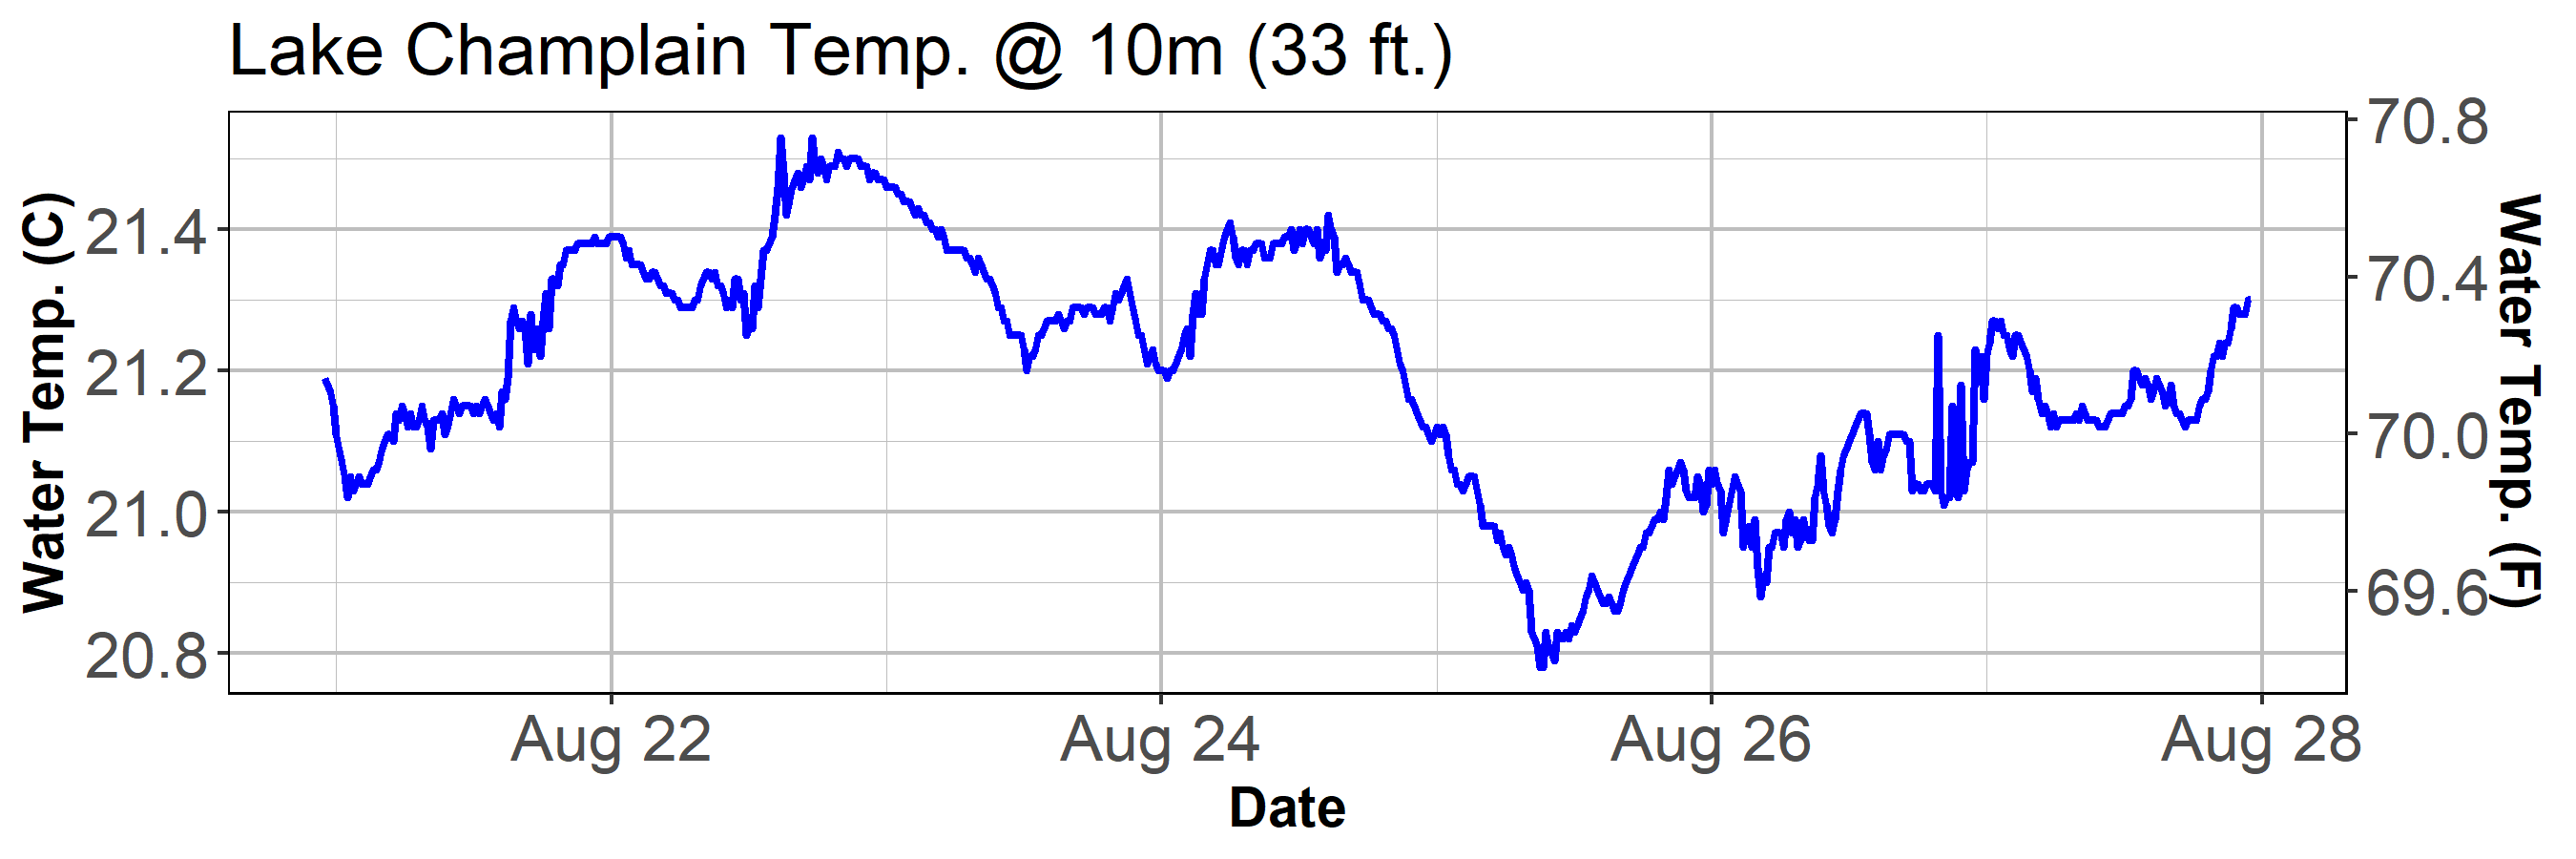 Lake Champlain Temp. @ 10m (33 ft.)
Water Temp. (C)
21.4
21.2
21.0
20.8
70.8
70.4
70.0
69.6
Water Temp. (F)
Aug 22
Aug 24
Aug 26
Aug 28
Date